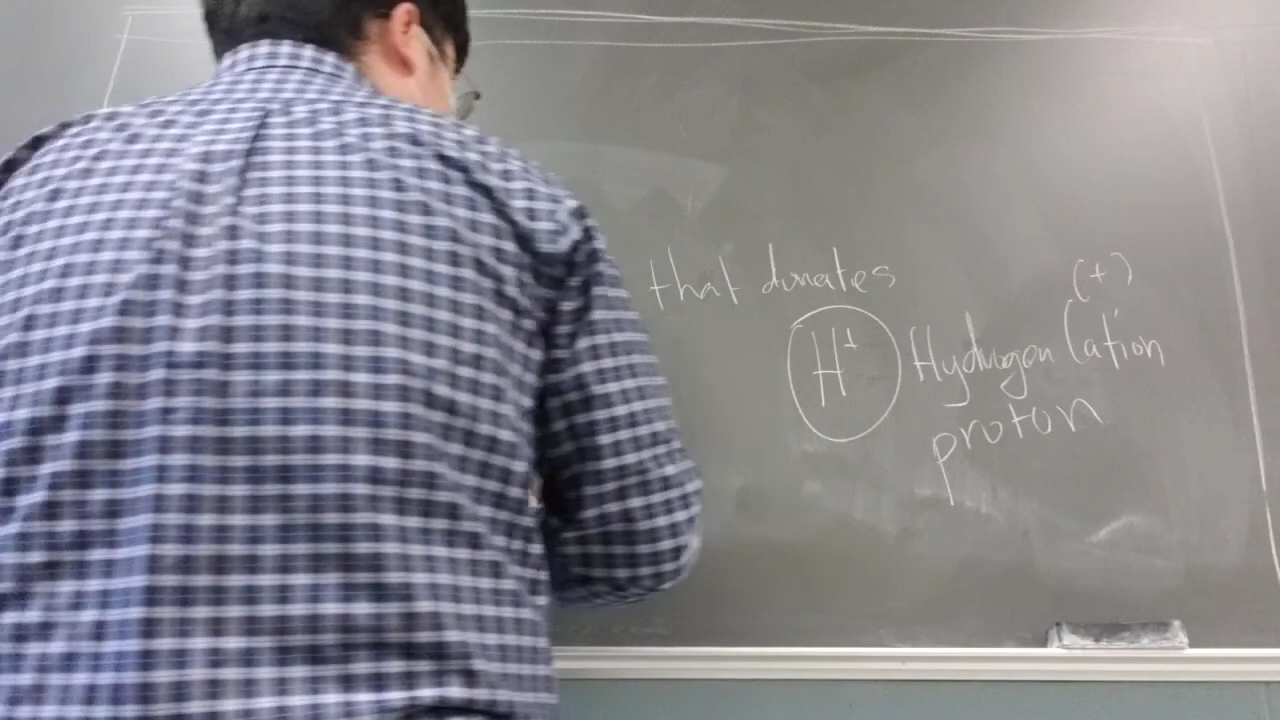 that donates
(+)
H⁺ Hydrogen Cation
proton